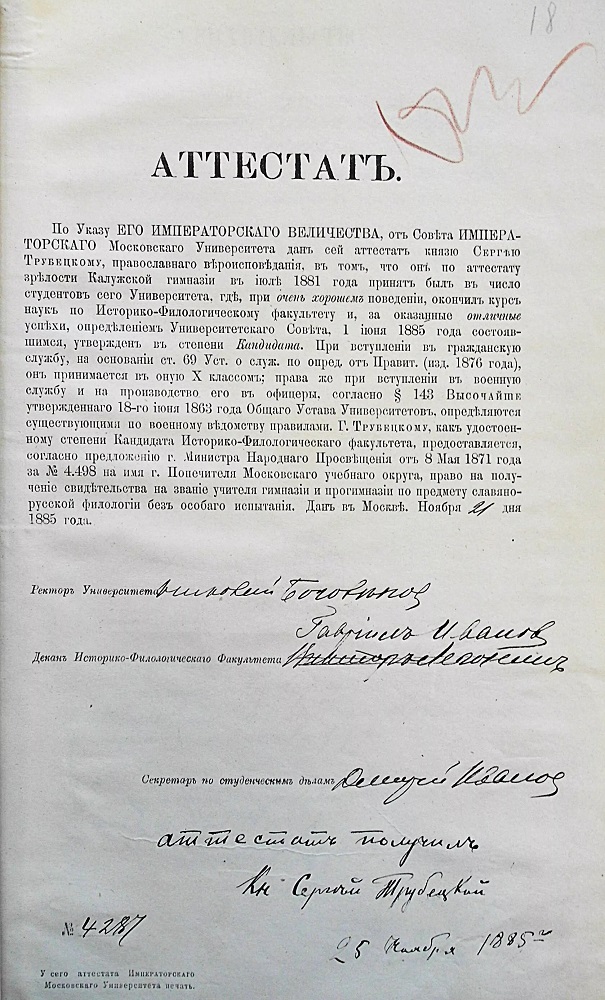 18
АТТЕСТАТЪ.
По Указу ЕГО ИМПЕРАТОРСКАГО ВЕЛИЧЕСТВА, отъ Совѣта ИМПЕРА-
ТОРСКАГО Московскаго Университета данъ сей аттестатъ князю Сергѣю
Трубецкому, православнаго вѣроисповѣданія, въ томъ, что онъ по аттестату
зрѣлости Калужской гимназіи въ іюлѣ 1881 года принятъ былъ въ число
студентовъ сего Университета, гдѣ, при очень хорошемъ поведеніи, окончилъ курсъ
наукъ по Историко-Филологическому факультету и, за оказанные отличные
успѣхи, опредѣленіемъ Университетскаго Совѣта, 1 іюня 1885 года состояв-
шимся, утвержденъ въ степени Кандидата. При вступленіи въ гражданскую
службу, на основаніи ст. 69 Уст. о служ. по опред. отъ Правит. (изд. 1876 года),
онъ принимается въ оную X классомъ; права же при вступленіи въ военную
службу и на производство его въ офицеры, согласно § 143 Высочайше
утвержденнаго 18-го іюня 1863 года Общаго Устава Университетовъ, опредѣляются
существующими по военному вѣдомству правилами. Г. Трубецкому, какъ удостоен-
ному степени Кандидата Историко-Филологическаго факультета, предоставляется,
согласно предложенію г. Министра Народнаго Просвѣщенія отъ 8 Мая 1871 года
за № 4.498 на имя г. Попечителя Московскаго учебнаго округа, право на полу-
ченіе свидѣтельства на званіе учителя гимназіи и прогимназіи по предмету славяно-
русской филологіи безъ особаго испытанія. Данъ въ Москвѣ. Ноября 21 дня
1885 года.
Ректоръ Университета Николай Боголѣповъ
Гавріилъ Ивановъ
Деканъ Историко-Филологическаго Факультета
Секретарь по студенческимъ дѣламъ Дмитрій Ивановъ
аттестатъ получилъ
Кн Сергѣй Трубецкой
№ 4287
25 Ноября 1885 г
У сего аттестата Императорскаго
Московскаго Университета печать.